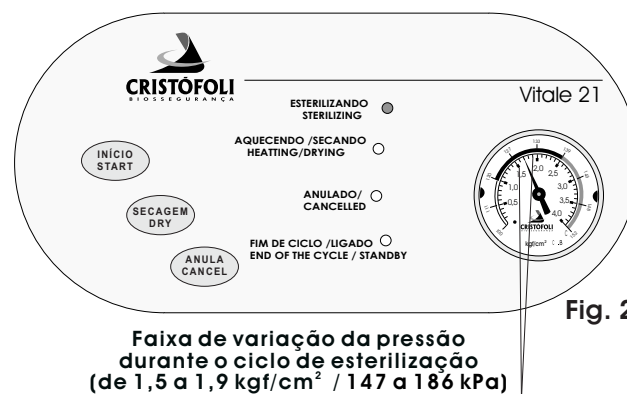 CRISTÓFOLI
BIOSSEGURANÇA
Vitale 21
ESTERILIZANDO
STERILIZING
AQUECENDO /SECANDO
HEATTING/DRYING
ANULADO/
CANCELLED
FIM DE CICLO /LIGADO
END OF THE CYCLE / STANDBY
INÍCIO
START
SECAGEM
DRY
ANULA
CANCEL
0,5
1,0
1,5
2,0
2,5
3,0
3,5
4,0
CRISTÓFOLI
kgf/cm²
Fig. 2
Faixa de variação da pressão
durante o ciclo de esterilização
(de 1,5 a 1,9 kgf/cm² / 147 a 186 kPa)